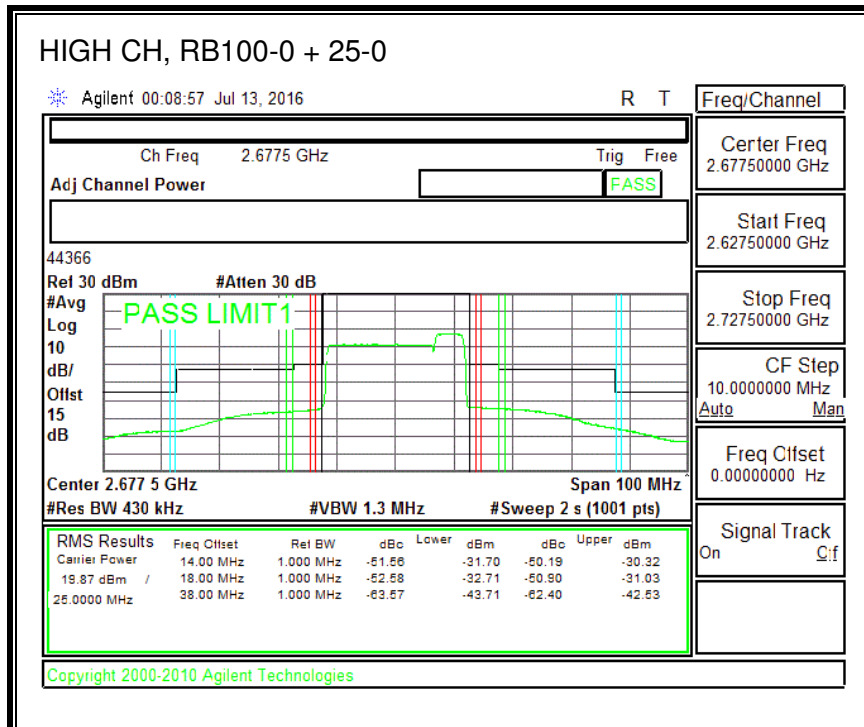 HIGH CH, RB100-0 + 25-0
Agilent 00:08:57 Jul 13, 2016 R T
Freq/Channel
Ch Freq 2.6775 GHz Trig Free
Adj Channel Power PASS
Center Freq
2.67750000 GHz
Start Freq
2.62750000 GHz
Stop Freq
2.72750000 GHz
CF Step
10.0000000 MHz
Auto Man
Freq Offset
0.00000000 Hz
Signal Track
On Off
44366
Ref 30 dBm #Atten 30 dB
#Avg
Log
10
dB/
Offst
15
dB
PASS LIMIT1
Center 2.677 5 GHz Span 100 MHz
#Res BW 430 kHz #VBW 1.3 MHz #Sweep 2 s (1001 pts)
RMS Results Freq Offset Ref BW dBc Lower dBm dBc Upper dBm
Carrier Power 14.00 MHz 1.000 MHz -51.56 -31.70 -50.19 -30.32
19.87 dBm / 18.00 MHz 1.000 MHz -52.58 -32.71 -50.90 -31.03
25.0000 MHz 38.00 MHz 1.000 MHz -63.57 -43.71 -62.40 -42.53
Copyright 2000-2010 Agilent Technologies